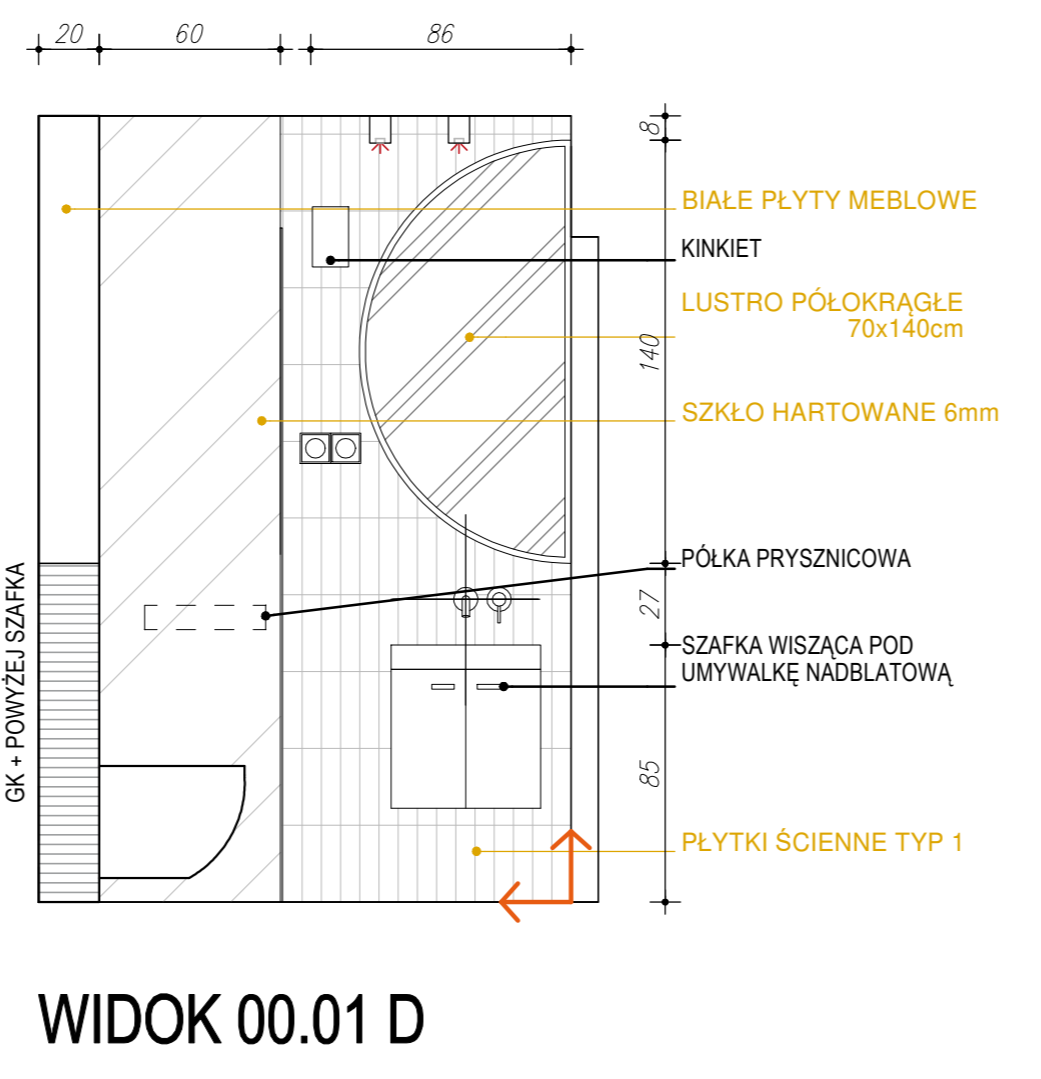 20
60
86
8
BIAŁE PŁYTY MEBLOWE
KINKIET
LUSTRO PÓŁOKRĄGŁE
70x140cm
140
SZKŁO HARTOWANE 6mm
PÓŁKA PRYSZNICOWA
27
SZAFKA WISZĄCA POD
UMYWALKĘ NADBLATOWĄ
GK + POWYŻEJ SZAFKA
85
PŁYTKI ŚCIENNE TYP 1
WIDOK 00.01 D